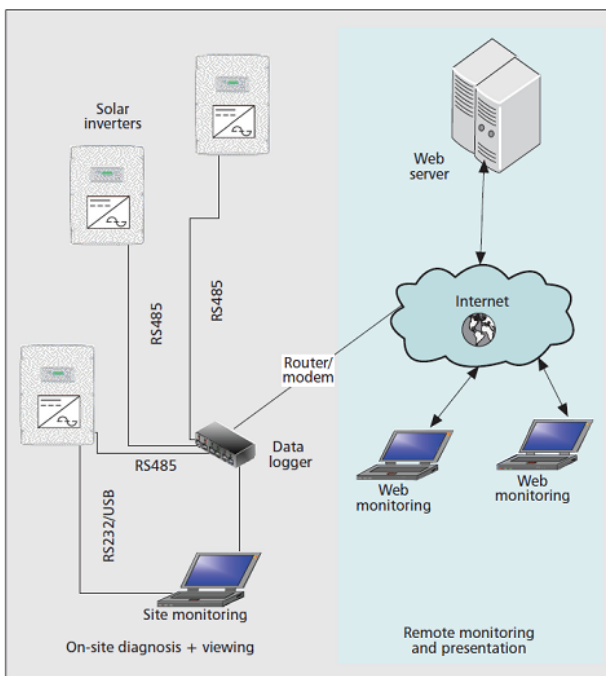 Solar
inverters
RS485
RS485
RS485
RS232/USB
Data
logger
Site monitoring
On-site diagnosis + viewing
Web
server
Internet
Router/
modem
Web
monitoring
Web
monitoring
Remote monitoring
and presentation